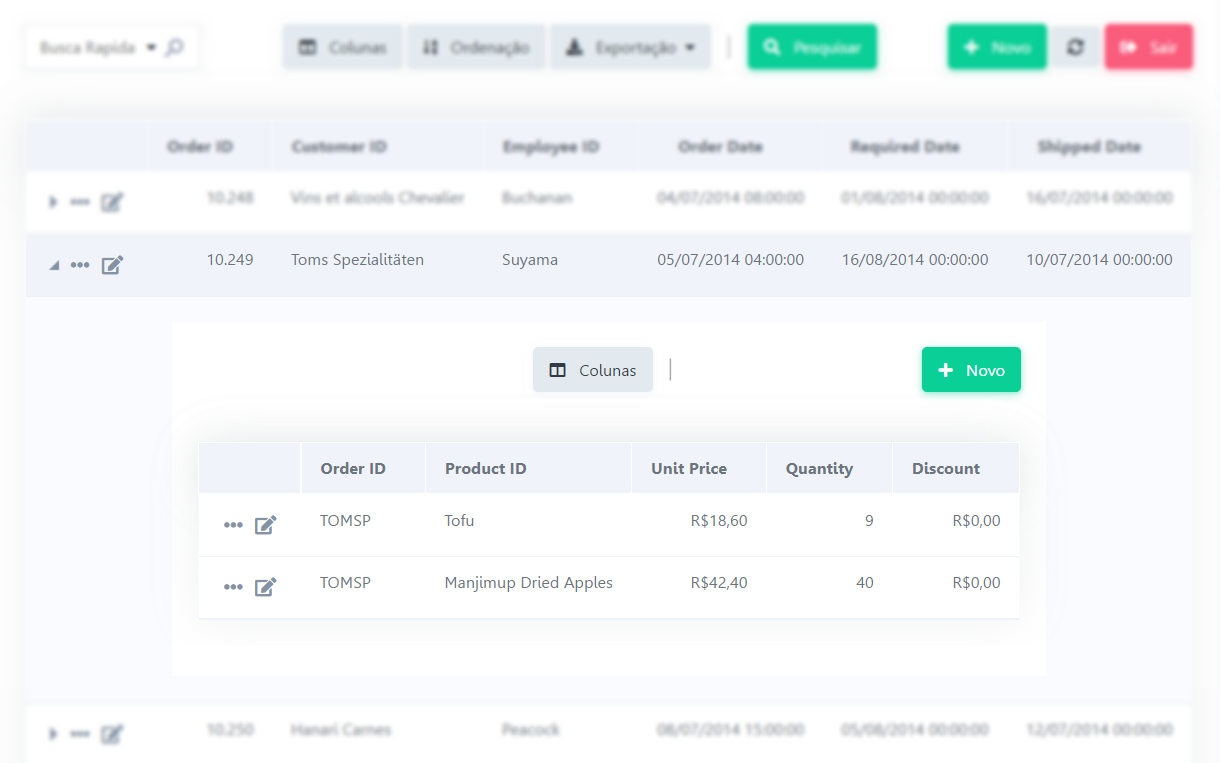 Busca Rapida Colunas Ordenação Exportação | Pesquisar Novo Sair
Order ID Customer ID Employee ID Order Date Required Date Shipped Date
10.248 Vins et alcools Chevalier Buchanan 04/07/2014 08:00:00 01/08/2014 00:00:00 16/07/2014 00:00:00
10.249 Toms Spezialitäten Suyama 05/07/2014 04:00:00 16/08/2014 00:00:00 10/07/2014 00:00:00
Colunas | Novo
Order ID Product ID Unit Price Quantity Discount
TOMSP Tofu R$18,60 9 R$0,00
TOMSP Manjimup Dried Apples R$42,40 40 R$0,00
10.250 Hanari Carnes Peacock 08/07/2014 15:00:00 05/08/2014 00:00:00 12/07/2014 00:00:00